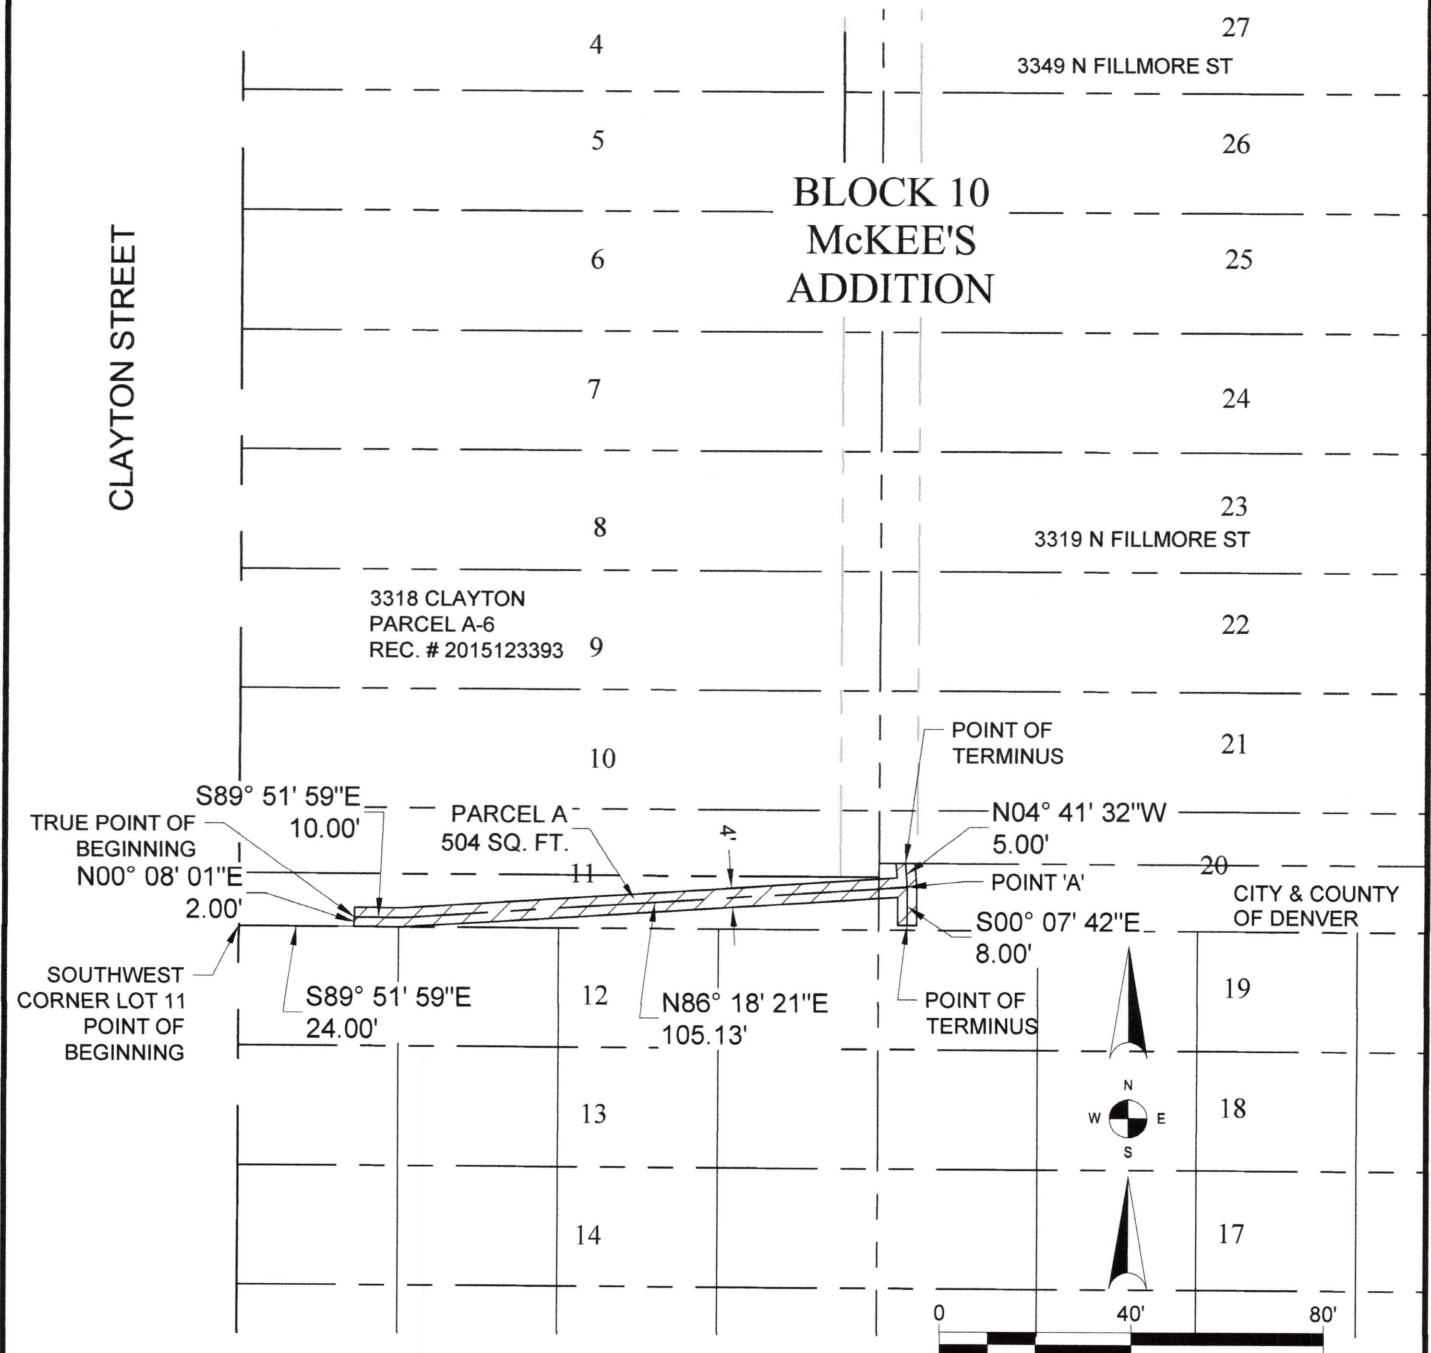 4
27
3349 N FILLMORE ST
5
26
BLOCK 10
McKEE'S
ADDITION
CLAYTON STREET
6
25
7
24
8
23
3319 N FILLMORE ST
3318 CLAYTON
PARCEL A-6
REC. # 2015123393
9
22
10
21
POINT OF
TERMINUS
S89° 51' 59"E
10.00'
TRUE POINT OF
BEGINNING
N00° 08' 01"E
2.00'
PARCEL A
504 SQ. FT.
4'
11
N04° 41' 32"W
5.00'
20
POINT 'A'
CITY & COUNTY
OF DENVER
S00° 07' 42"E
8.00'
SOUTHWEST
CORNER LOT 11
POINT OF
BEGINNING
S89° 51' 59"E
24.00'
12
N86° 18' 21"E
105.13'
POINT OF
TERMINUS
19
13
N
W E
S
18
14
17
0 40' 80'